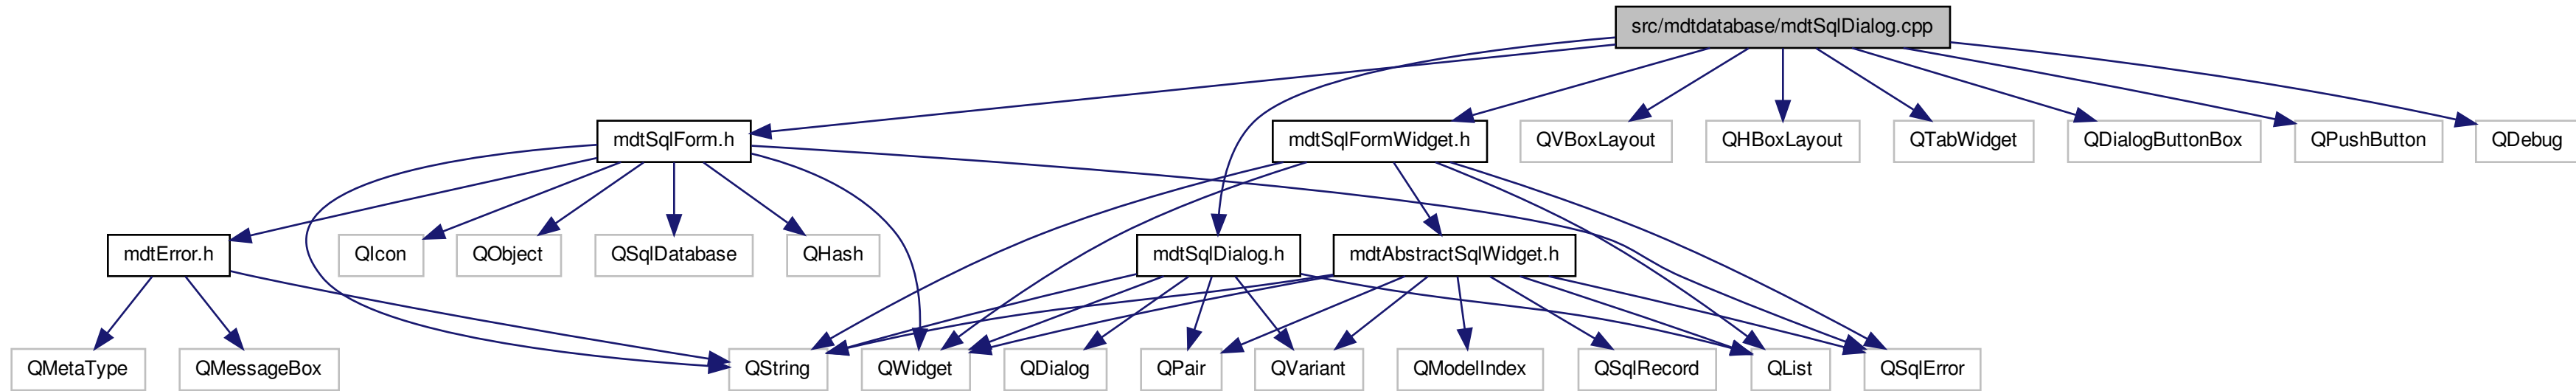 src/mdtdatabase/mdtSqlDialog.cpp
mdtSqlForm.h
mdtSqlFormWidget.h
QVBoxLayout
QHBoxLayout
QTabWidget
QDialogButtonBox
QPushButton
QDebug
mdtError.h
QIcon
QObject
QSqlDatabase
QHash
mdtSqlDialog.h
mdtAbstractSqlWidget.h
QMetaType
QMessageBox
QString
QWidget
QDialog
QPair
QVariant
QModelIndex
QSqlRecord
QList
QSqlError